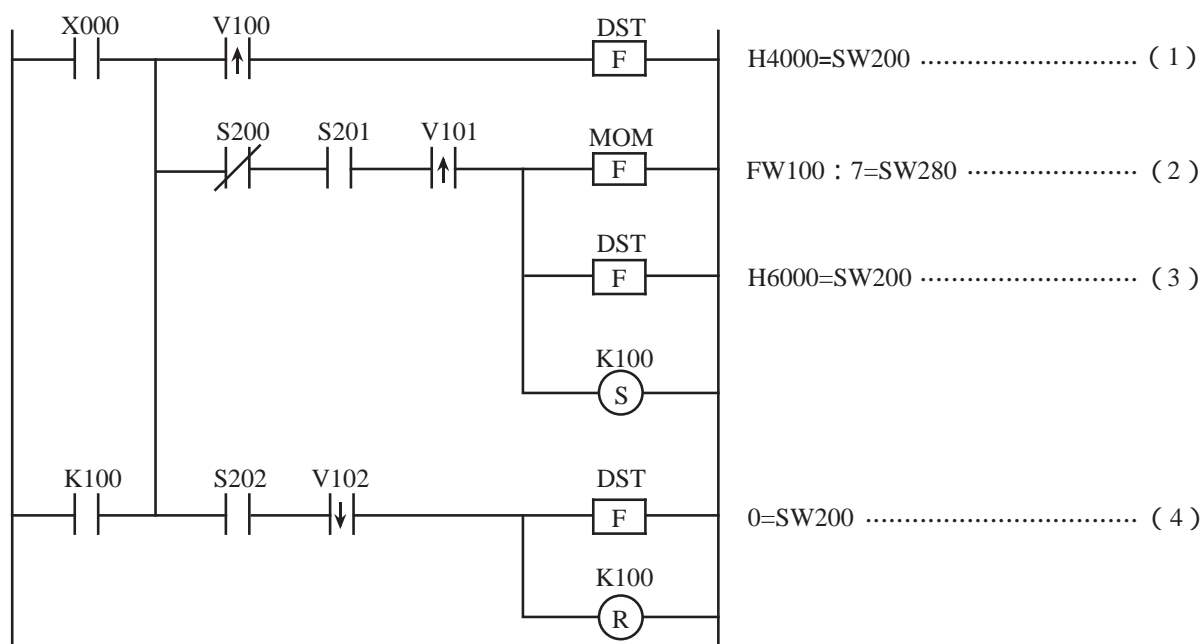 X000 V100 DST
F H4000=SW200 ………………………… ( 1 )
S200 S201 V101 MOM
F FW100 : 7=SW280 ………………… ( 2 )
DST
F H6000=SW200 ………………………… ( 3 )
K100
S
K100 S202 V102 DST
F 0=SW200 ……………………………… ( 4 )
K100
R